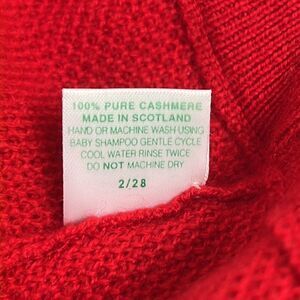 100% PURE CASHMERE
MADE IN SCOTLAND
HAND OR MACHINE WASH USING
BABY SHAMPOO GENTLE CYCLE
COOL WATER RINSE TWICE
DO NOT MACHINE DRY
2/28